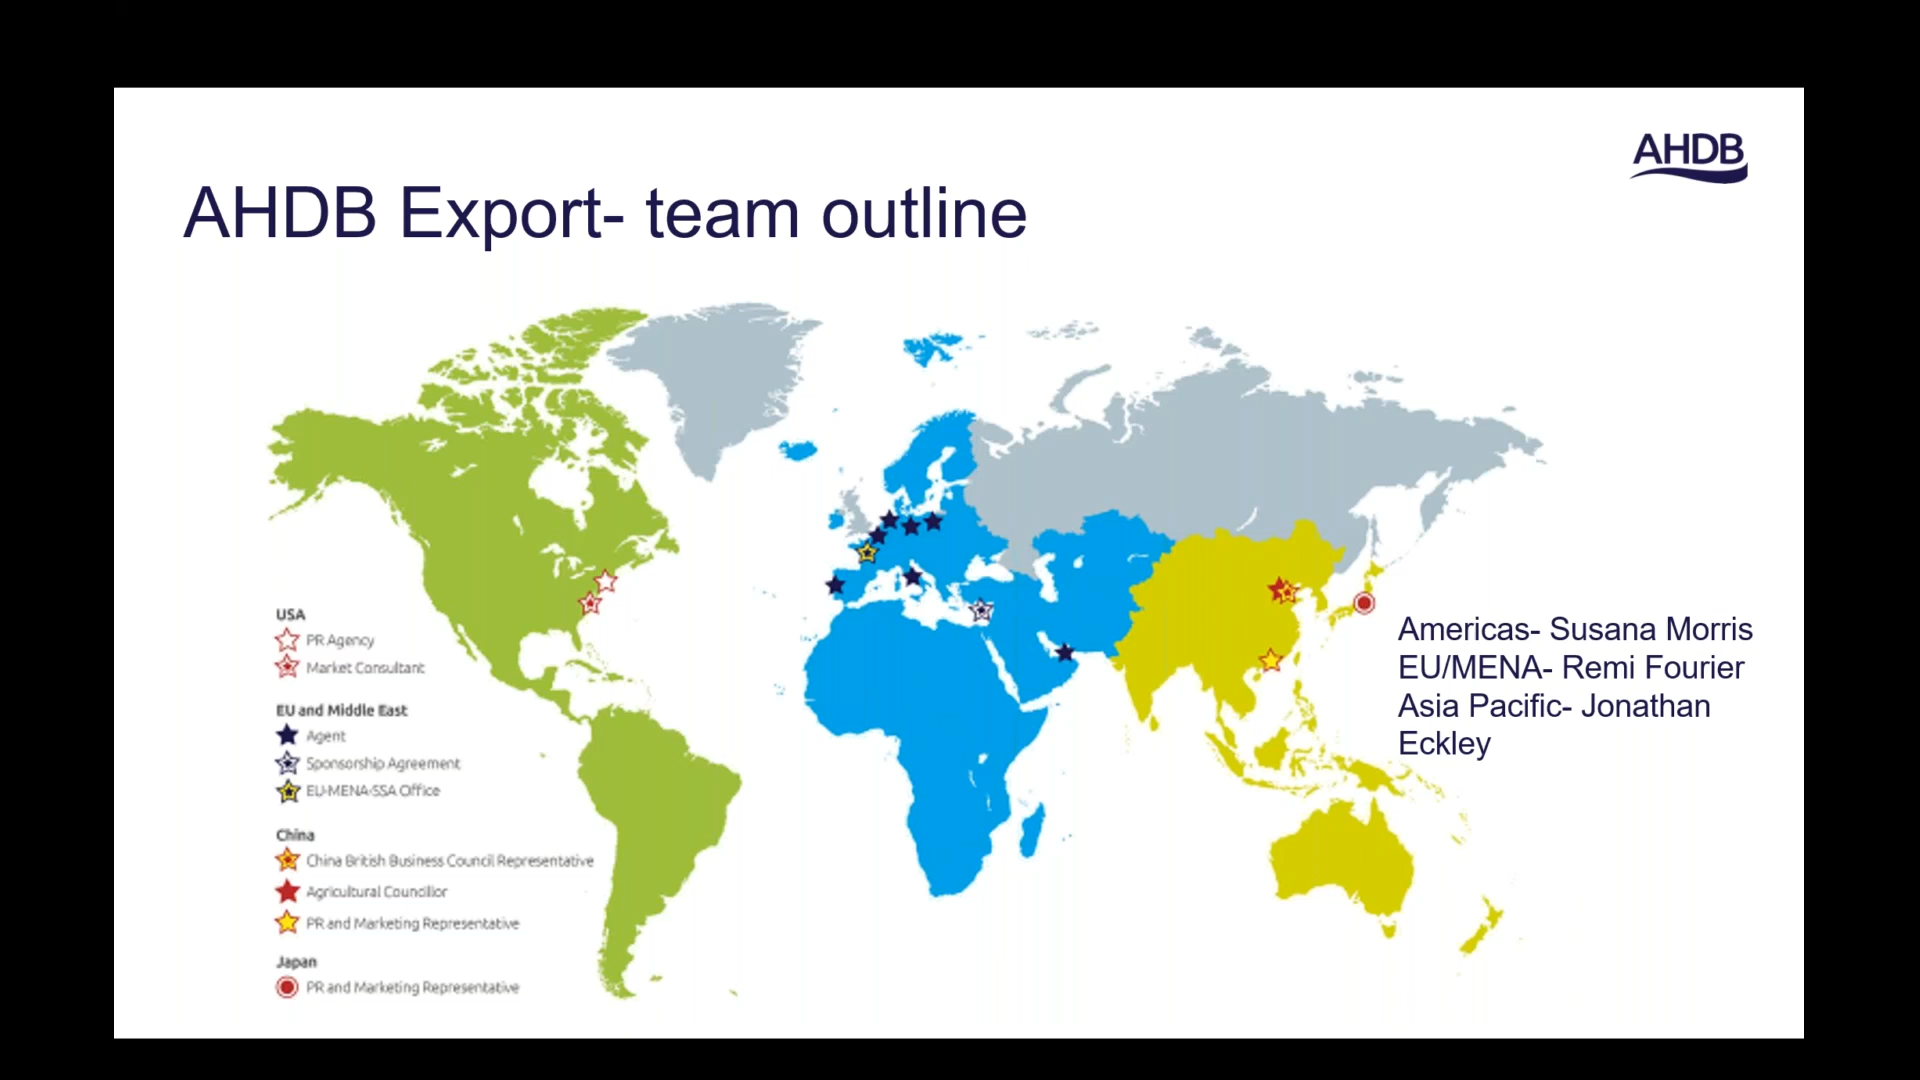 AHDB
AHDB Export- team outline
USA
PR Agency
Market Consultant
EU and Middle East
Agent
Sponsorship Agreement
EU-MENA-SSA Office
China
China British Business Council Representative
Agricultural Councillor
PR and Marketing Representative
Japan
PR and Marketing Representative
Americas- Susana Morris
EU/MENA- Remi Fourier
Asia Pacific- Jonathan
Eckley